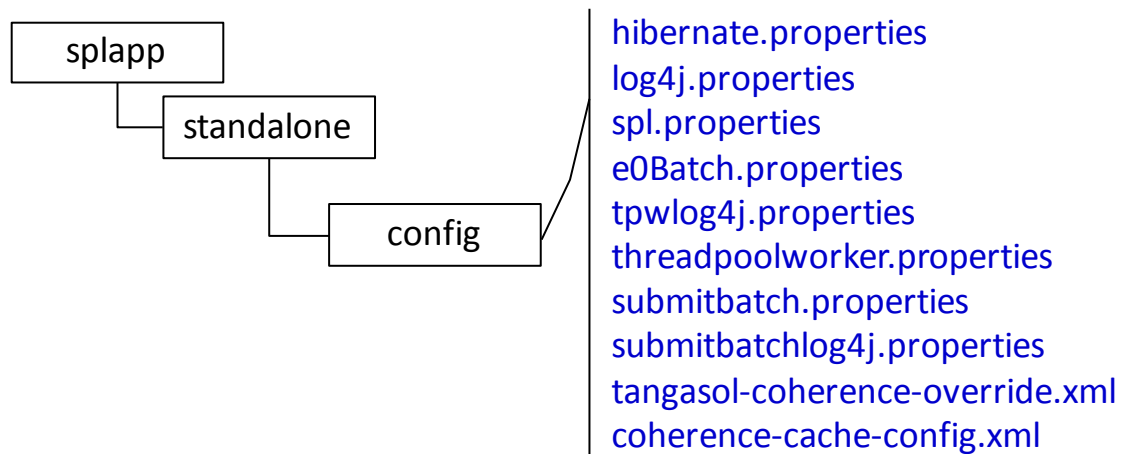 splapp
standalone
config
hibernate.properties
log4j.properties
spl.properties
e0Batch.properties
tpwlog4j.properties
threadpoolworker.properties
submitbatch.properties
submitbatchlog4j.properties
tangasol-coherence-override.xml
coherence-cache-config.xml